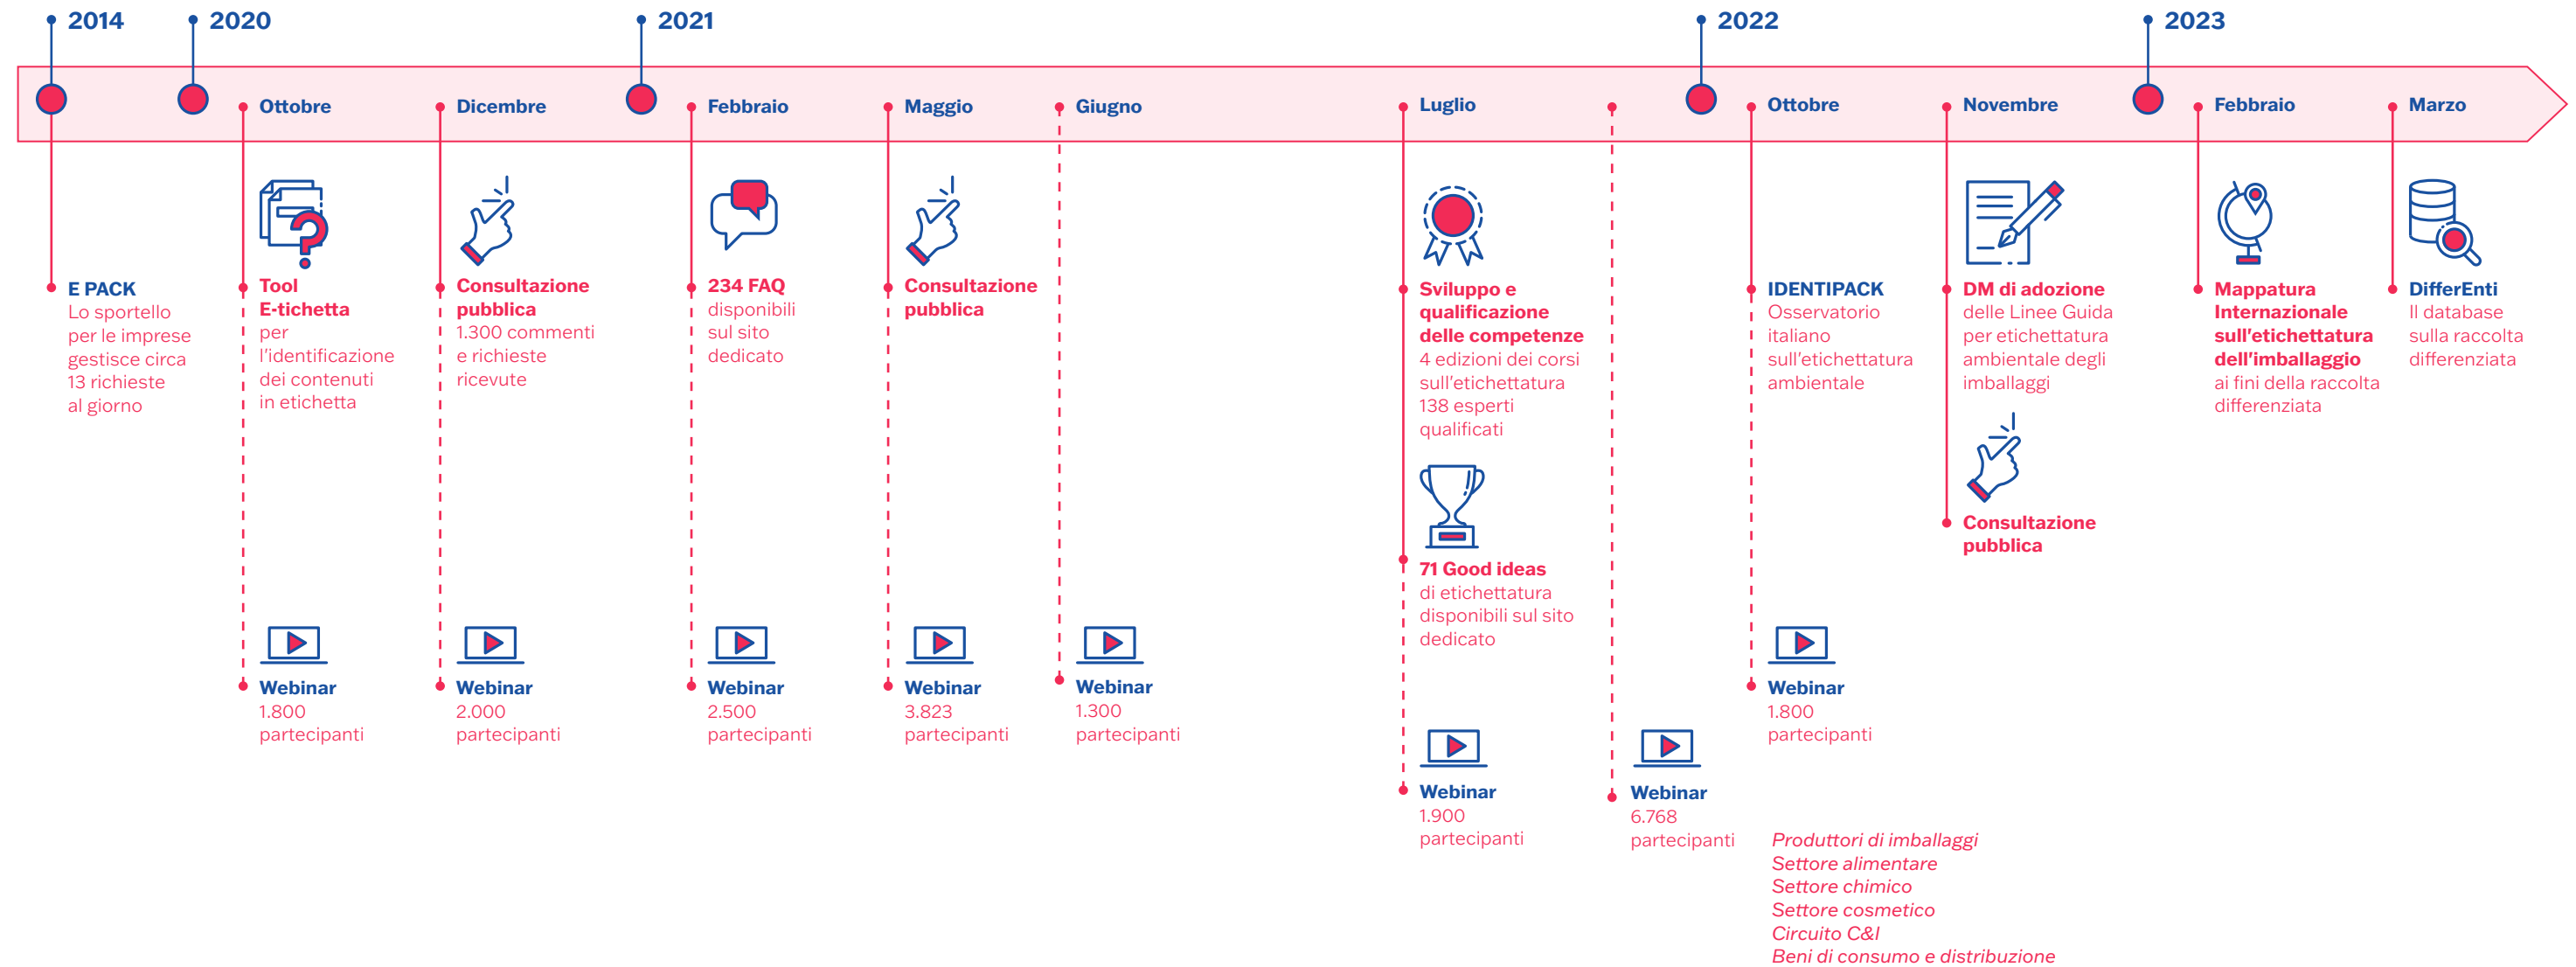 2014
2020
2021
2022
2023
Ottobre
Dicembre
Febbraio
Maggio
Giugno
Luglio
Ottobre
Novembre
Febbraio
Marzo
E PACK
Lo sportello
per le imprese
gestisce circa
13 richieste
al giorno
Tool
E-tichetta
per
l'identificazione
dei contenuti
in etichetta
Webinar
1.800
partecipanti
Consultazione
pubblica
1.300 commenti
e richieste
ricevute
Webinar
2.000
partecipanti
234 FAQ
disponibili
sul sito
dedicato
Webinar
2.500
partecipanti
Consultazione
pubblica
Webinar
3.823
partecipanti
Webinar
1.300
partecipanti
Sviluppo e
qualificazione
delle competenze
4 edizioni dei corsi
sull'etichettatura
138 esperti
qualificati
71 Good ideas
di etichettatura
disponibili sul sito
dedicato
Webinar
1.900
partecipanti
Webinar
6.768
partecipanti
Produttori di imballaggi
Settore alimentare
Settore chimico
Settore cosmetico
Circuito C&I
Beni di consumo e distribuzione
IDENTIPACK
Osservatorio
italiano
sull'etichettatura
ambientale
Webinar
1.800
partecipanti
DM di adozione
delle Linee Guida
per etichettatura
ambientale degli
imballaggi
Consultazione
pubblica
Mappatura
Internazionale
sull'etichettatura
dell'imballaggio
ai fini della raccolta
differenziata
DifferEnti
Il database
sulla raccolta
differenziata